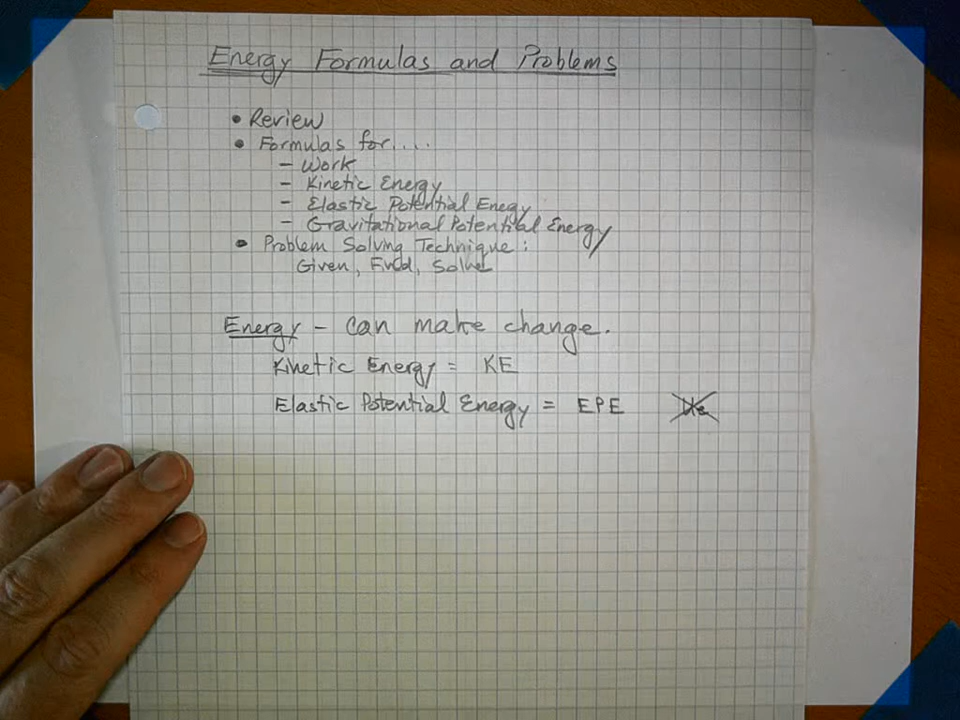 Energy Formulas and Problems
• Review
• Formulas for....
– Work
– Kinetic Energy
– Elastic Potential Enegy
– Gravitational Potential Energy
• Problem Solving Technique:
Given, Find, Solve
Energy – can make change.
Kinetic Energy = KE
Elastic Potential Energy = EPE